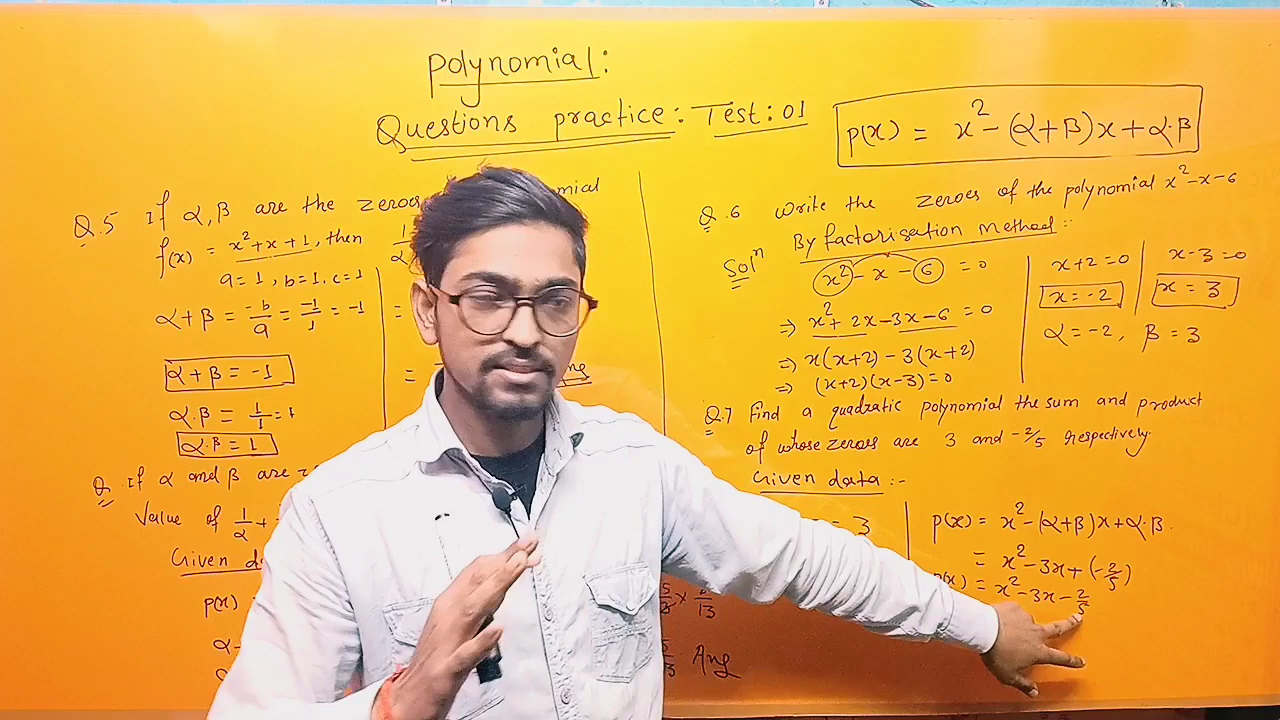 Polynomial:
Questions practice: Test: 01
p(x) = x² - (α+β)x + α·β
Q.5 If α, β are the zeroes
f(x) = x²+x+1, then
a=1, b=1, c=1
α+β = -b/a = -1/1 = -1
α+β = -1
α·β = 1/1 = 1
α·β = 1
Q. If α and β are
Value of 1/α +
Given
p(x)
=
=
Ans
× /13
Ans
Q.6 Write the zeroes of the polynomial x²-x-6
By factorisation method:-
Solⁿ
x² - x - 6 = 0
⇒ x² + 2x - 3x - 6 = 0
⇒ x(x+2) - 3(x+2)
⇒ (x+2)(x-3) = 0
x+2=0
x=-2
x-3=0
x=3
α=-2, β=3
Q.7 Find a quadratic polynomial the sum and product
of whose zeroes are 3 and -2/5 respectively.
Given data :-
= 3
p(x) = x² - (α+β)x + α·β.
= x² - 3x + (-2/5)
p(x) = x² - 3x - 2/5